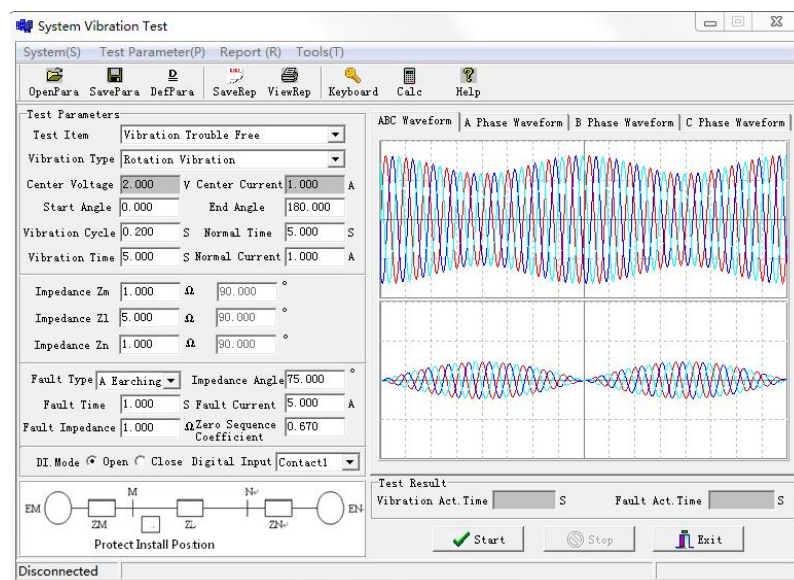 System Vibration Test
System(S) Test Parameter(P) Report (R) Tools(T)
OpenPara SavePara DefPara SaveRep ViewRep Keyboard Calc Help
Test Parameters
Test Item Vibration Trouble Free
Vibration Type Rotation Vibration
Center Voltage 2.000 V Center Current 1.000 A
Start Angle 0.000 End Angle 180.000
Vibration Cycle 0.200 S Normal Time 5.000 S
Vibration Time 5.000 S Normal Current 1.000 A
Impedance Zm 1.000 Ω 90.000 °
Impedance Zl 5.000 Ω 90.000 °
Impedance Zn 1.000 Ω 90.000 °
Fault Type A Earching Impedance Angle 75.000 °
Fault Time 1.000 S Fault Current 5.000 A
Fault Impedance 1.000 Ω Zero Sequence Coefficient 0.670
DI.Mode Open Close Digital Input Contact1
M N
EM EN
ZM ZL ZN
Protect Install Position
Disconnected
ABC Waveform A Phase Waveform B Phase Waveform C Phase Waveform
Test Result
Vibration Act.Time S Fault Act.Time S
Start Stop Exit